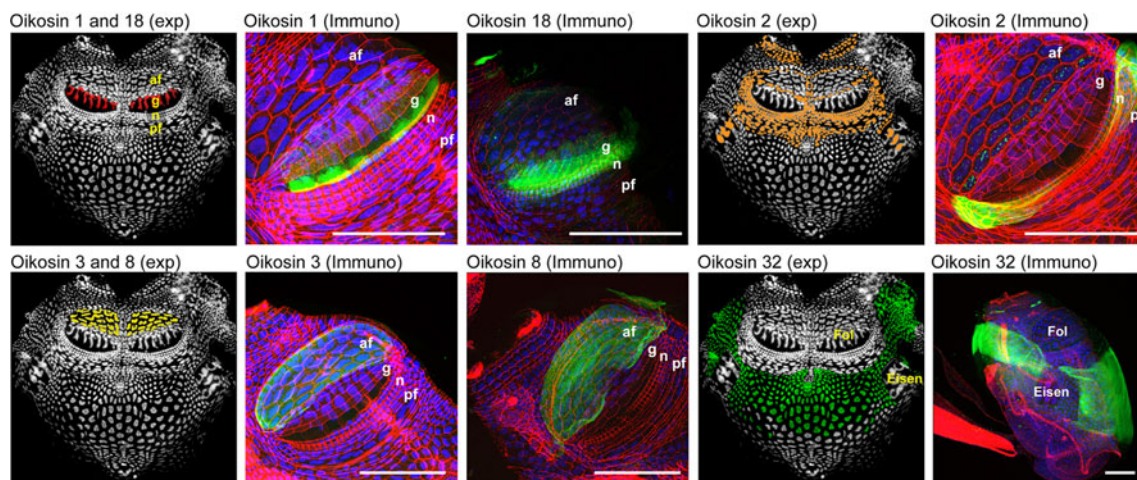 Oikosin 1 and 18 (exp)
af
g
n
pf
Oikosin 1 (Immuno)
af
g
n
pf
Oikosin 18 (Immuno)
af
g
n
pf
Oikosin 2 (exp)
Oikosin 2 (Immuno)
af
g
n
p
Oikosin 3 and 8 (exp)
Oikosin 3 (Immuno)
af
g
n
pf
Oikosin 8 (Immuno)
af
g
n
pf
Oikosin 32 (exp)
Fol
Eisen
Oikosin 32 (Immuno)
Fol
Eisen